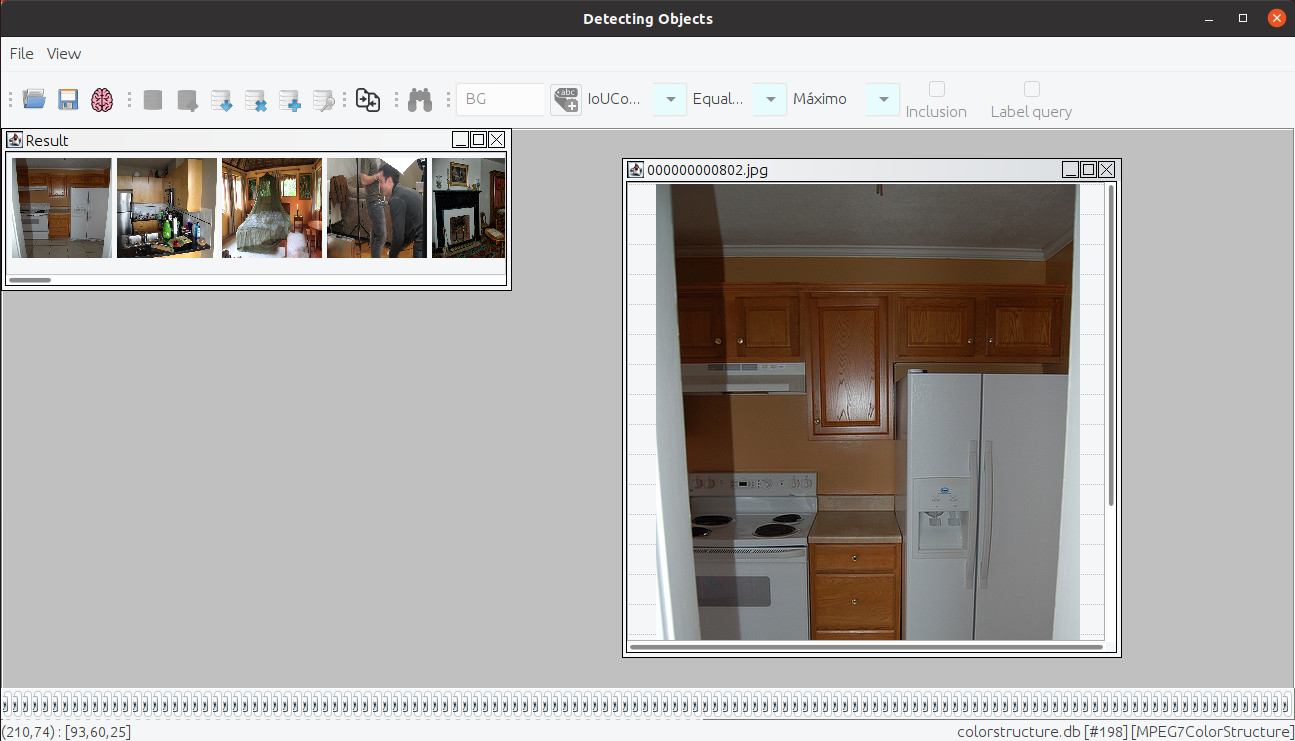 Detecting Objects
File View
BG
abc
IoUCo...
Equal...
Máximo
Inclusion
Label query
Result
000000000802.jpg
(210,74) : [93,60,25]
colorstructure.db [#198] [MPEG7ColorStructure]